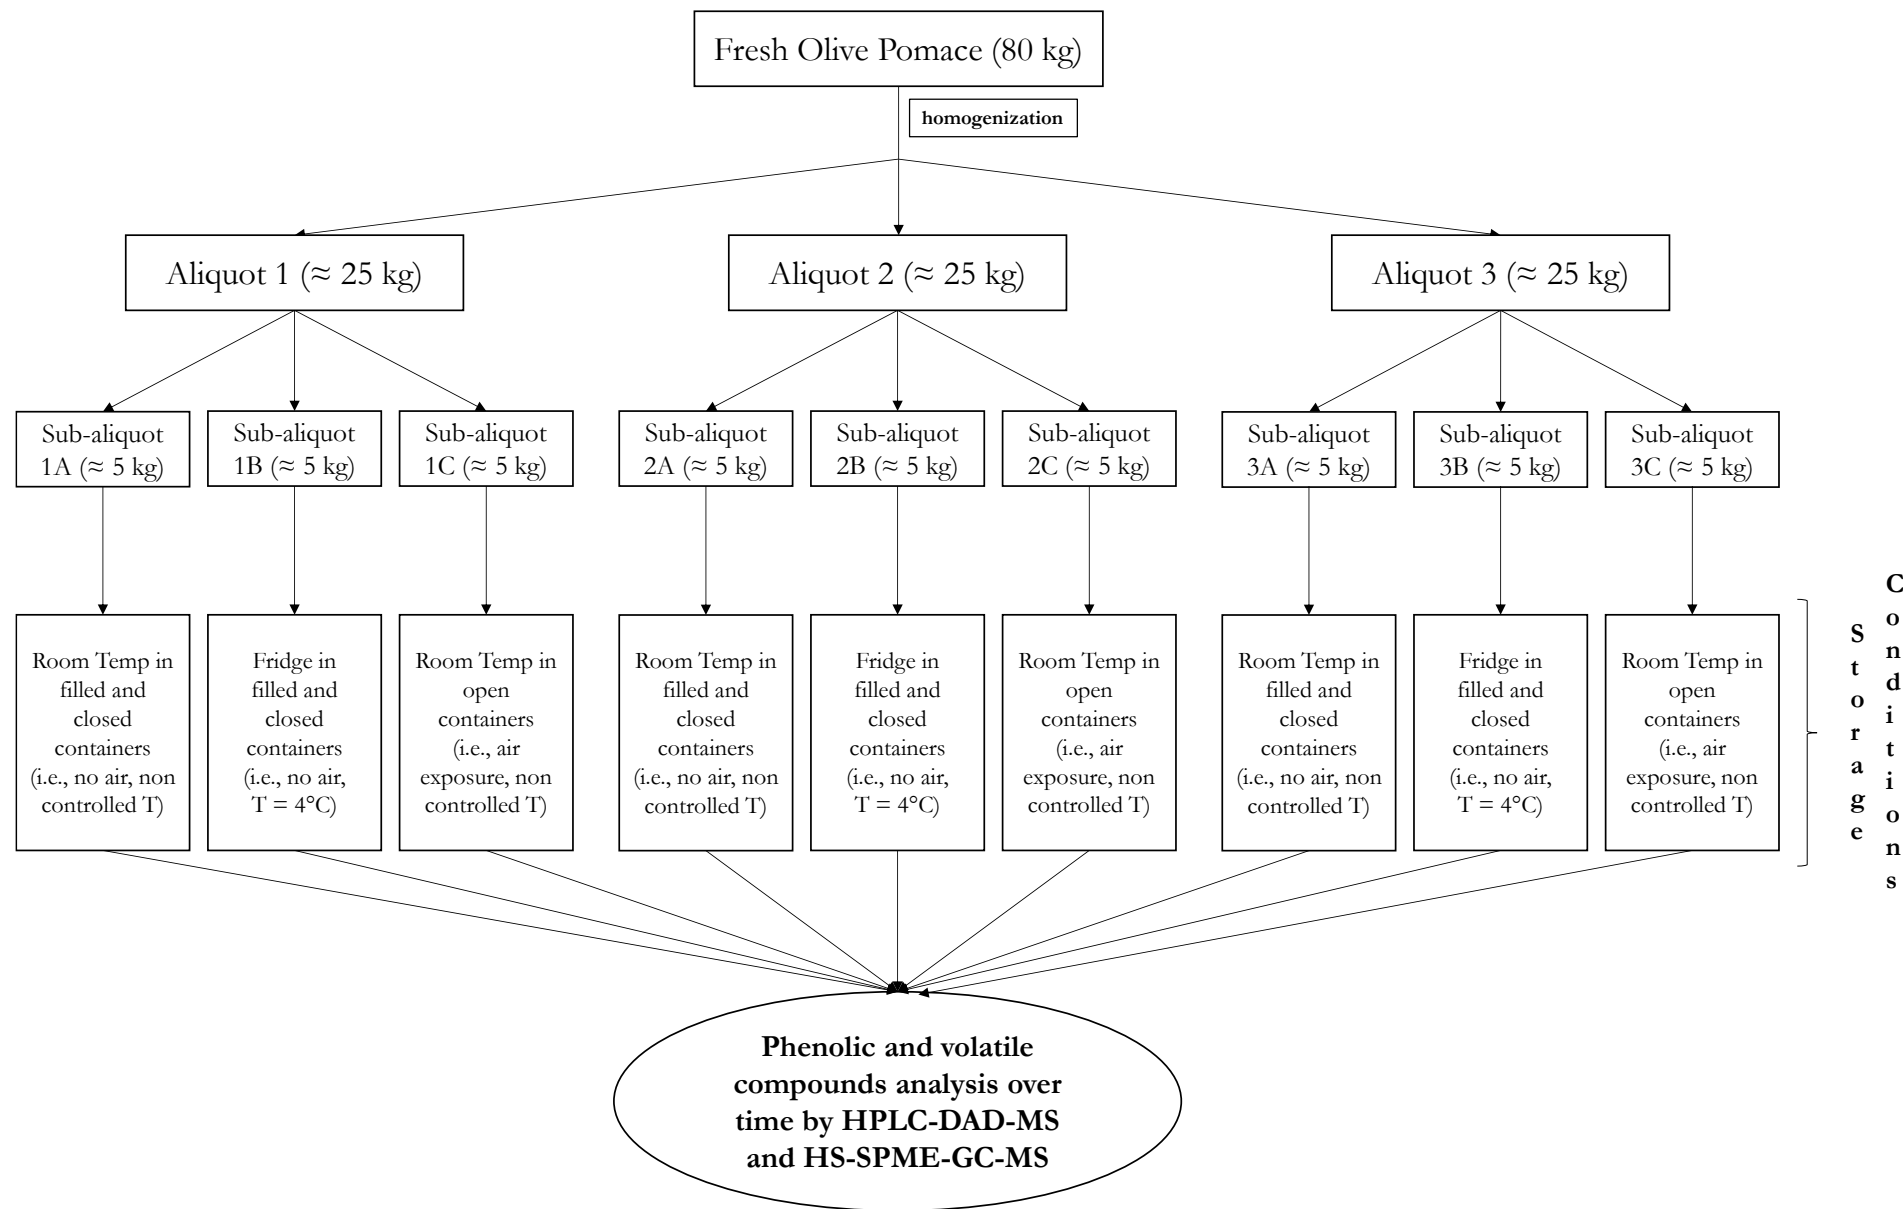 Fresh Olive Pomace (80 kg)
homogenization
Aliquot 1 (≈ 25 kg)
Aliquot 2 (≈ 25 kg)
Aliquot 3 (≈ 25 kg)
Sub-aliquot
1A (≈ 5 kg)
Sub-aliquot
1B (≈ 5 kg)
Sub-aliquot
1C (≈ 5 kg)
Sub-aliquot
2A (≈ 5 kg)
Sub-aliquot
2B (≈ 5 kg)
Sub-aliquot
2C (≈ 5 kg)
Sub-aliquot
3A (≈ 5 kg)
Sub-aliquot
3B (≈ 5 kg)
Sub-aliquot
3C (≈ 5 kg)
Room Temp in
filled and
closed
containers
(i.e., no air, non
controlled T)
Fridge in
filled and
closed
containers
(i.e., no air,
T = 4°C)
Room Temp in
open
containers
(i.e., air
exposure, non
controlled T)
Room Temp in
filled and
closed
containers
(i.e., no air, non
controlled T)
Fridge in
filled and
closed
containers
(i.e., no air,
T = 4°C)
Room Temp in
open
containers
(i.e., air
exposure, non
controlled T)
Room Temp in
filled and
closed
containers
(i.e., no air, non
controlled T)
Fridge in
filled and
closed
containers
(i.e., no air,
T = 4°C)
Room Temp in
open
containers
(i.e., air
exposure, non
controlled T)
Storage
Conditions
Phenolic and volatile
compounds analysis over
time by HPLC-DAD-MS
and HS-SPME-GC-MS